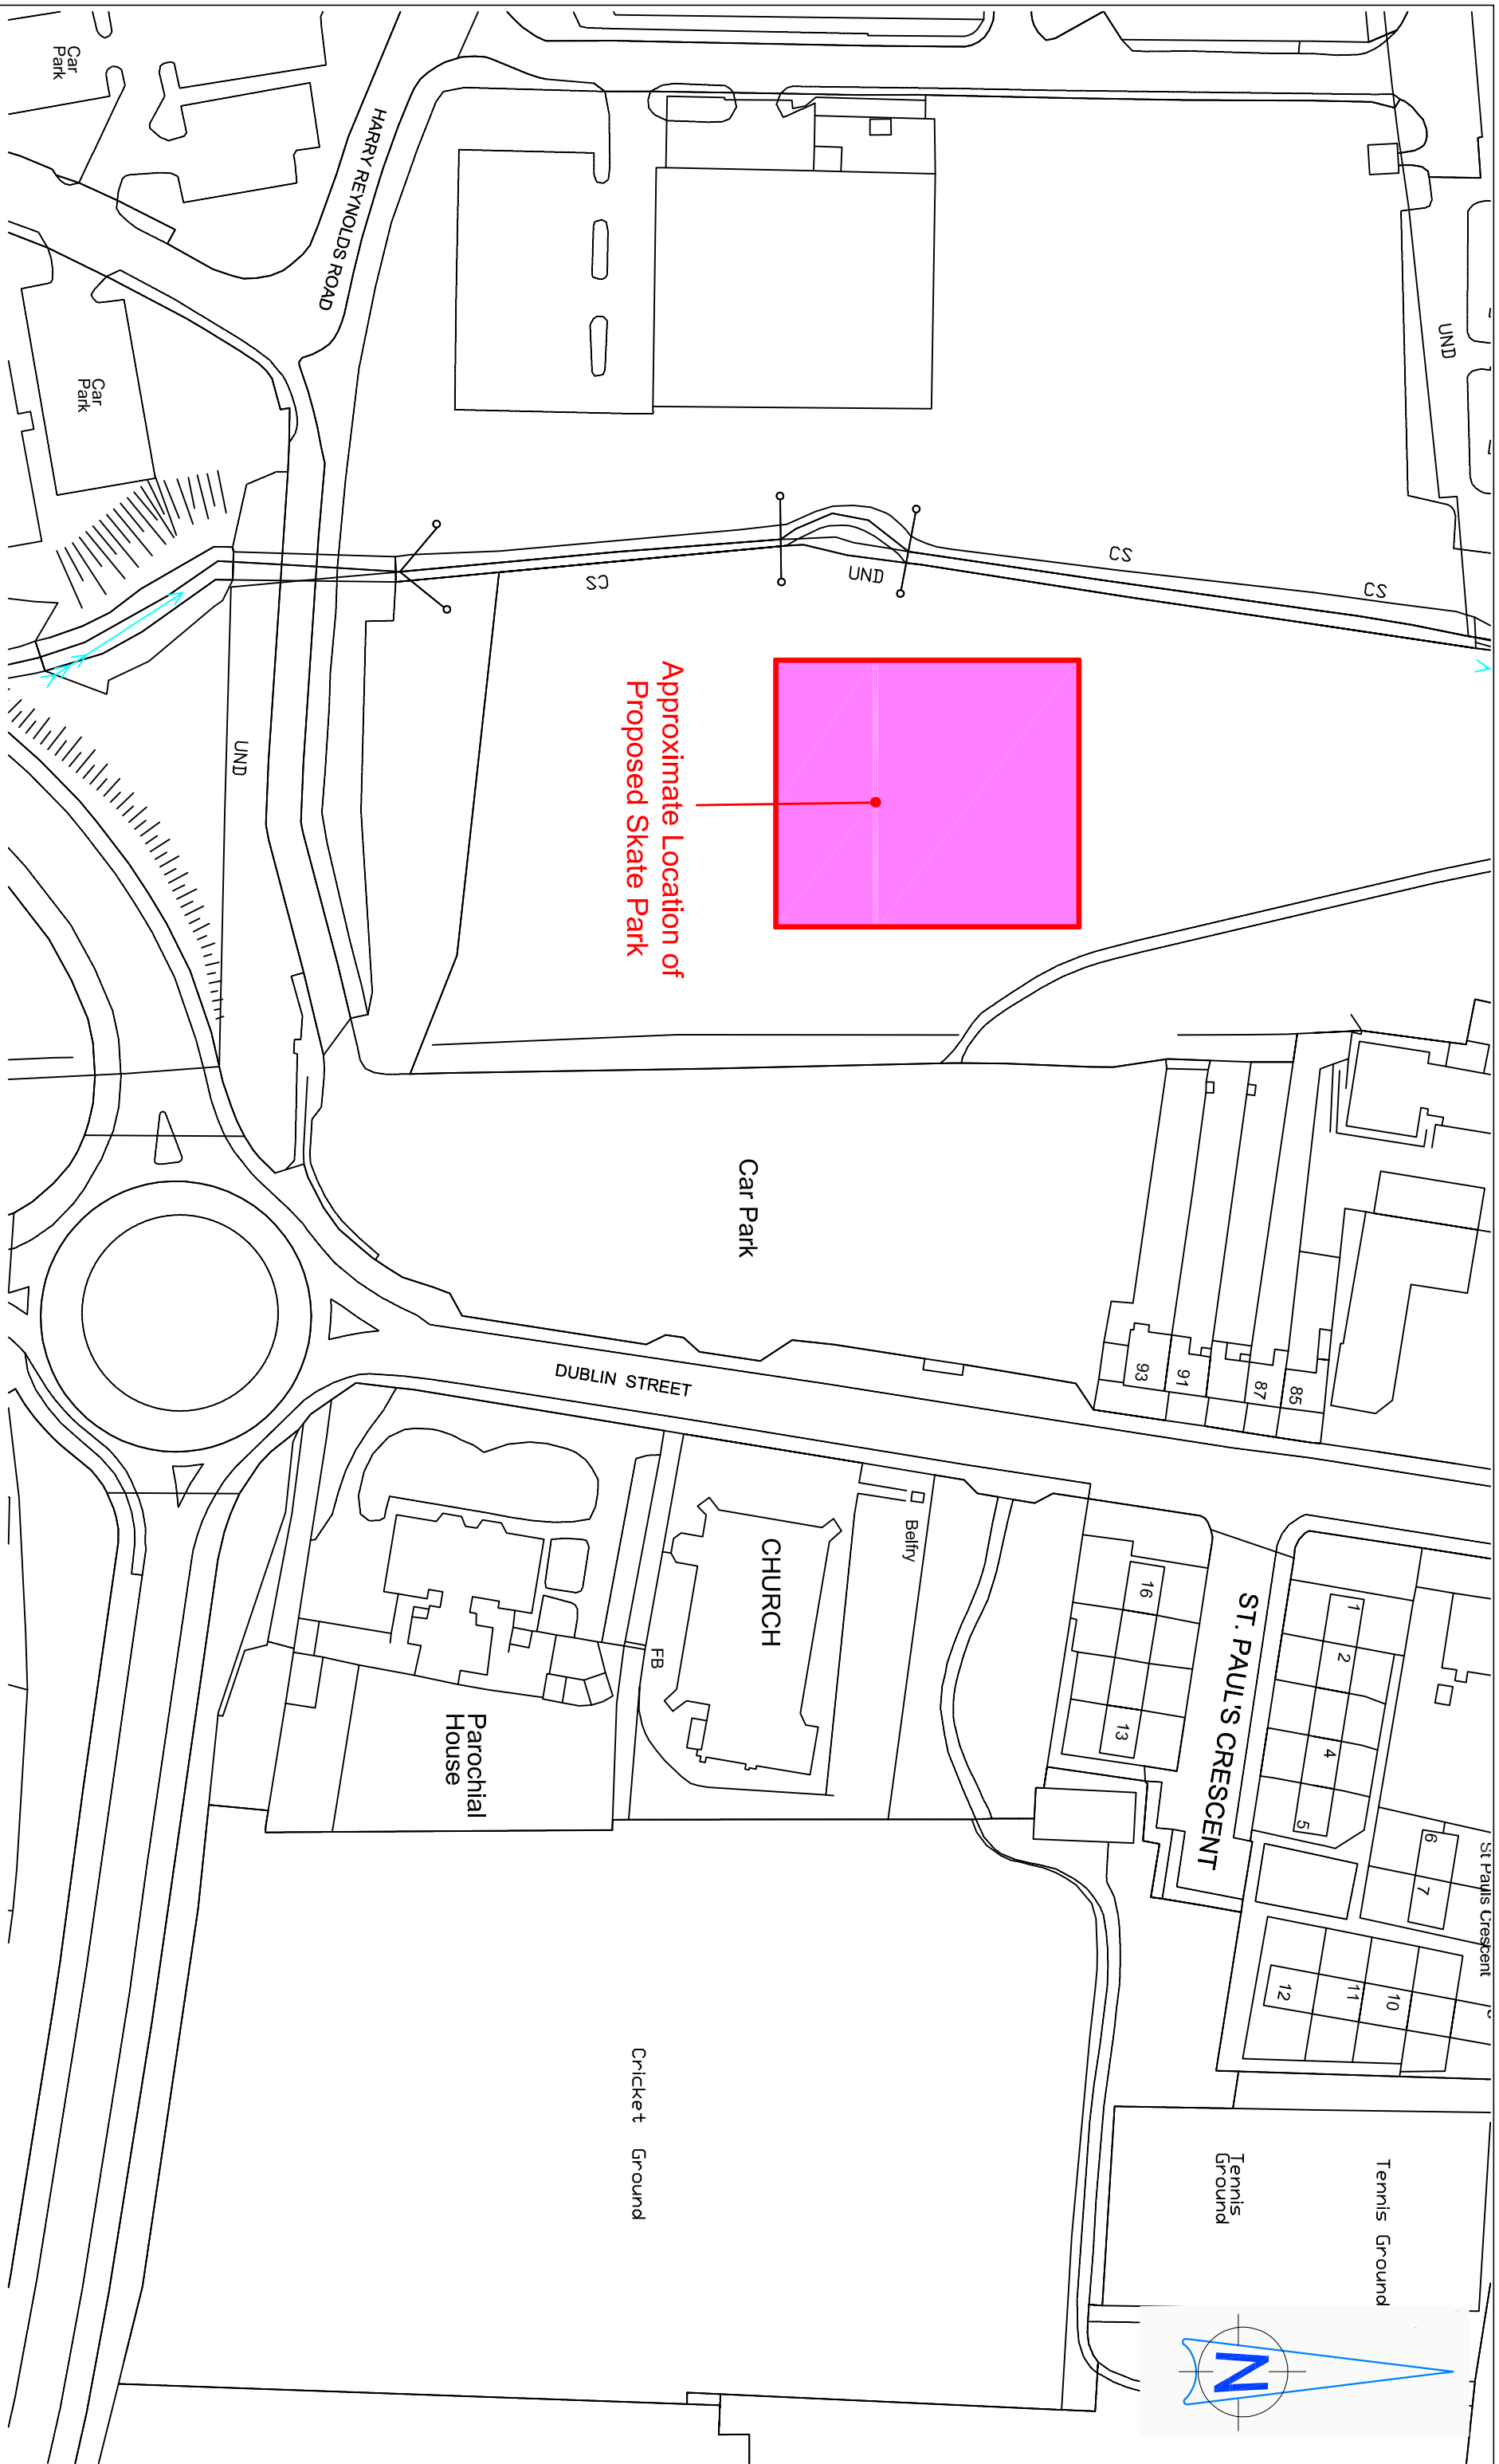 Car
Park
HARRY REYNOLDS ROAD
Car
Park
UND
CS
CS
UND
CS
UND
Approximate Location of
Proposed Skate Park
Car Park
93
91
87
85
DUBLIN STREET
Belfry
CHURCH
FB
Parochial
House
16
13
ST. PAUL'S CRESCENT
1
2
4
5
6
7
St Pauls Crescent
12
11
10
Cricket Ground
Tennis
Ground
Tennis Ground
N